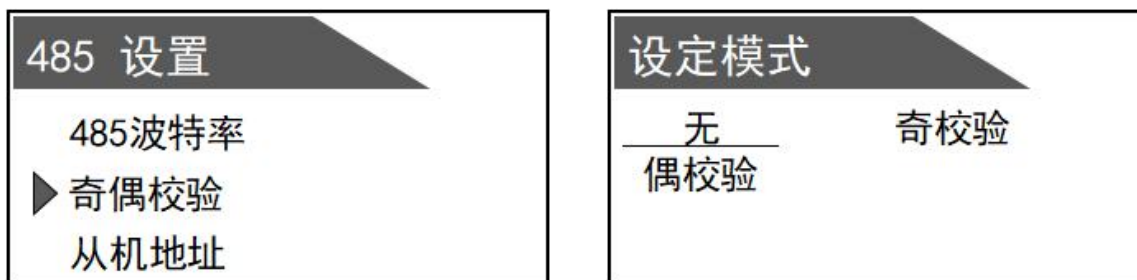 485 设置
485波特率
奇偶校验
从机地址
设定模式
无 奇校验
偶校验